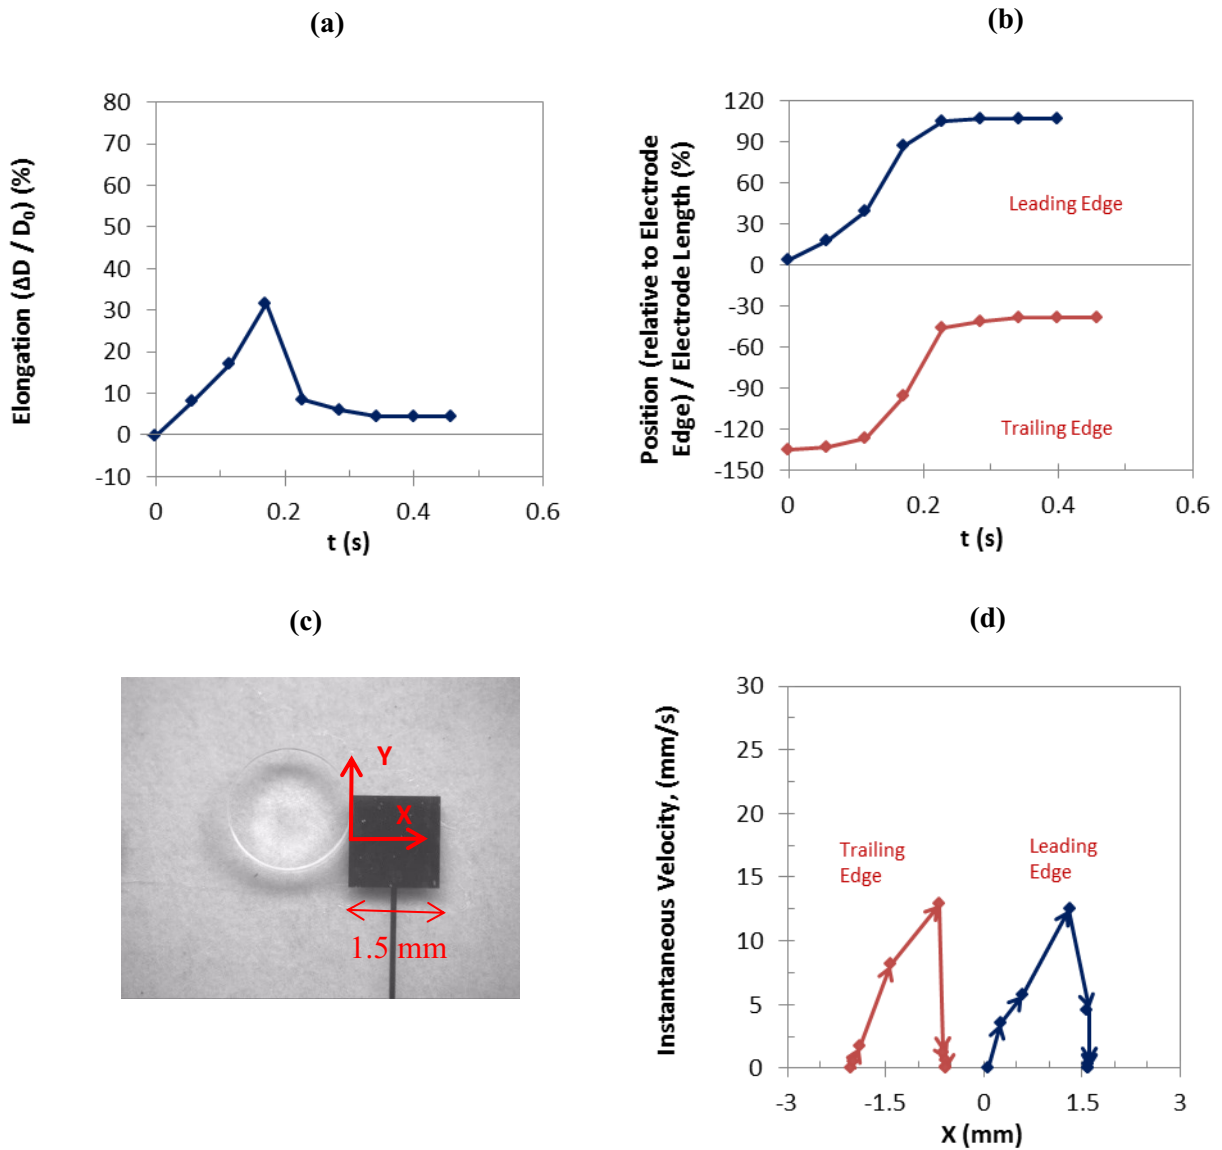 (a)
Elongation (ΔD / D₀) (%)
80
70
60
50
40
30
20
10
0
-10
0
0.2
0.4
0.6
t (s)
(b)
Position (relative to Electrode
Edge) / Electrode Length (%)
120
90
60
30
0
-30
-60
-90
-120
-150
Leading Edge
Trailing Edge
0
0.2
0.4
0.6
t (s)
(c)
Y
X
1.5 mm
(d)
Instantaneous Velocity, (mm/s)
30
25
20
15
10
5
0
Trailing
Edge
Leading
Edge
-3
-1.5
0
1.5
3
X (mm)